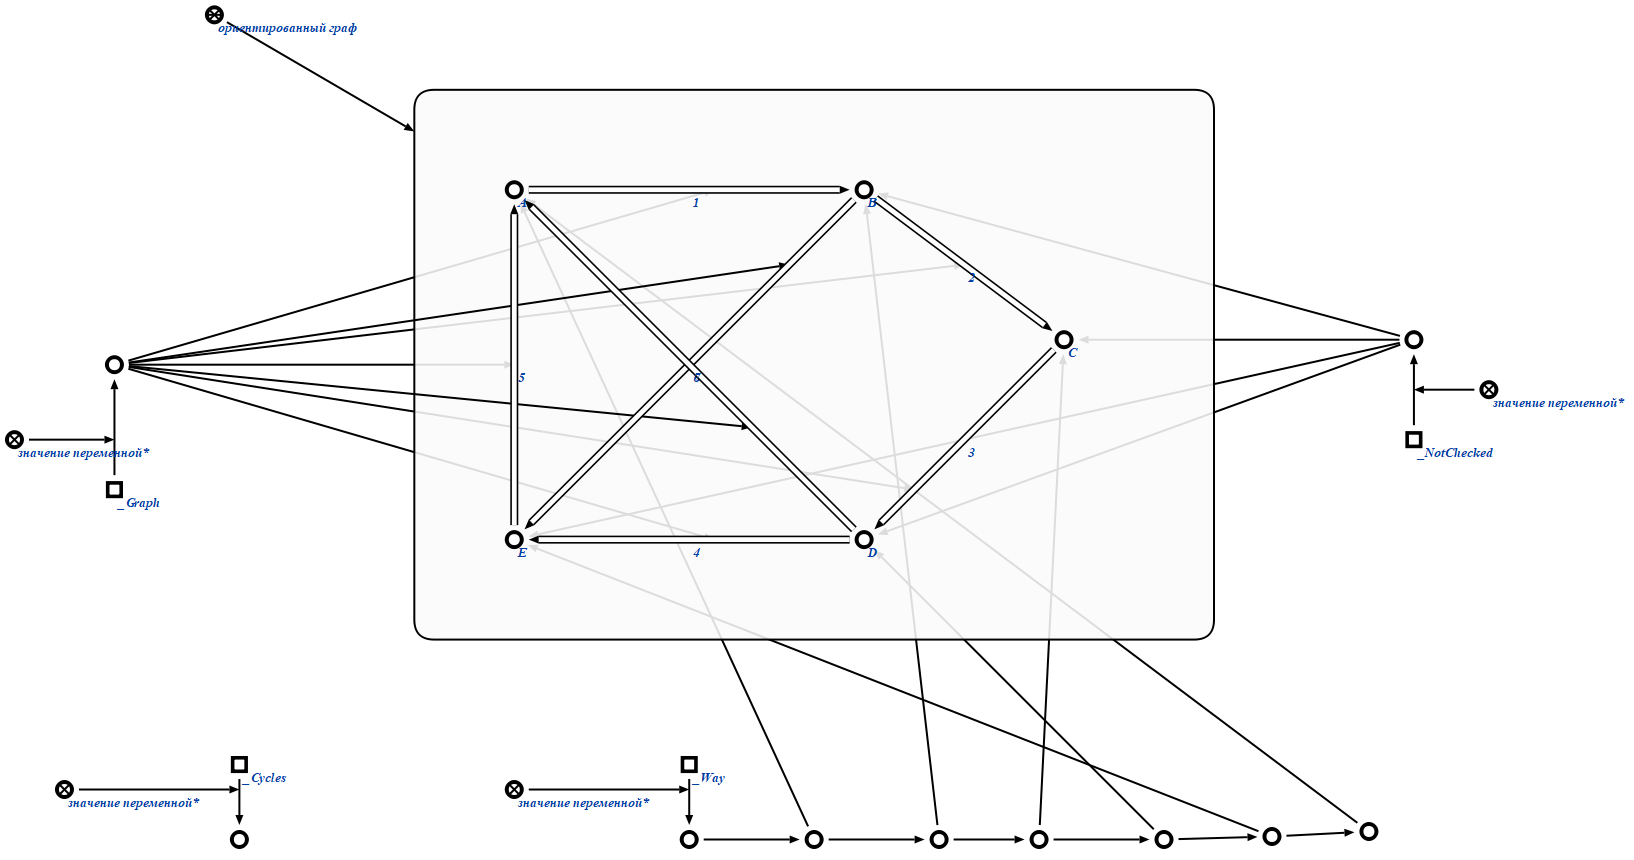 ориентированный граф
A
1
B
2
C
5
6
значение переменной*
значение переменной*
_Graph
_NotChecked
3
E
4
D
_Cycles
значение переменной*
_Way
значение переменной*